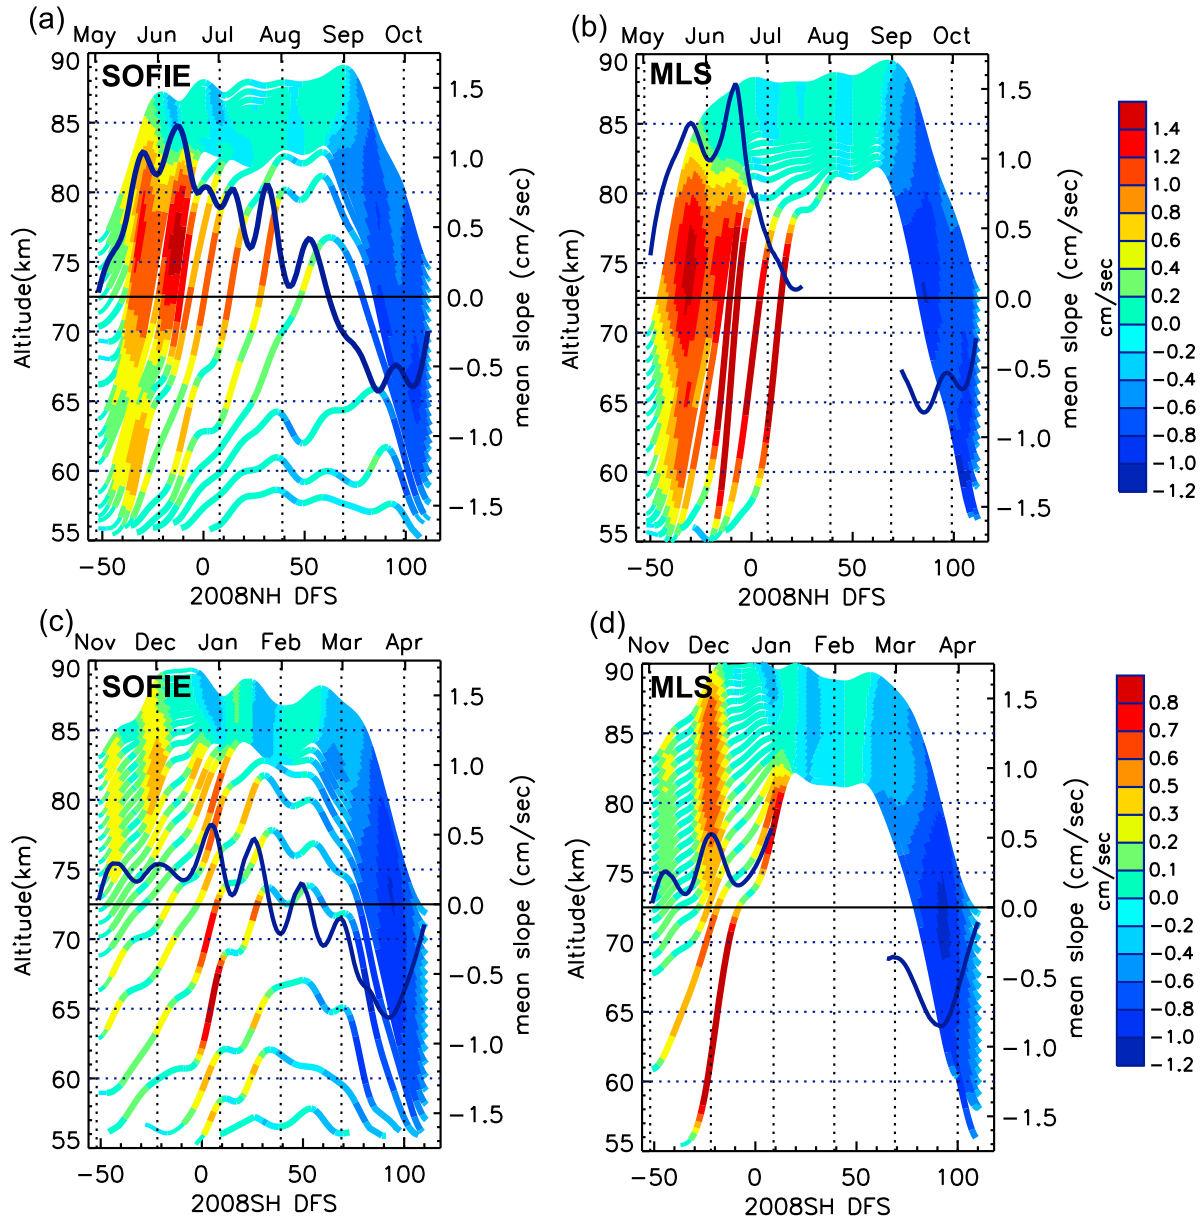 (a)
May Jun Jul Aug Sep Oct
SOFIE
90
85
80
75
70
65
60
55
Altitude(km)
1.5
1.0
0.5
0.0
−0.5
−1.0
−1.5
mean slope (cm/sec)
−50 0 50 100
2008NH DFS
(b)
May Jun Jul Aug Sep Oct
MLS
90
85
80
75
70
65
60
55
Altitude(km)
1.5
1.0
0.5
0.0
−0.5
−1.0
−1.5
mean slope (cm/sec)
−50 0 50 100
2008NH DFS
cm/sec
1.4
1.2
1.0
0.8
0.6
0.4
0.2
0.0
−0.2
−0.4
−0.6
−0.8
−1.0
−1.2
(c)
Nov Dec Jan Feb Mar Apr
SOFIE
90
85
80
75
70
65
60
55
Altitude(km)
1.5
1.0
0.5
0.0
−0.5
−1.0
−1.5
mean slope (cm/sec)
−50 0 50 100
2008SH DFS
(d)
Nov Dec Jan Feb Mar Apr
MLS
90
85
80
75
70
65
60
55
Altitude(km)
1.5
1.0
0.5
0.0
−0.5
−1.0
−1.5
mean slope (cm/sec)
−50 0 50 100
2008SH DFS
cm/sec
0.8
0.7
0.6
0.5
0.4
0.3
0.2
0.1
0.0
−0.2
−0.4
−0.6
−0.8
−1.0
−1.2